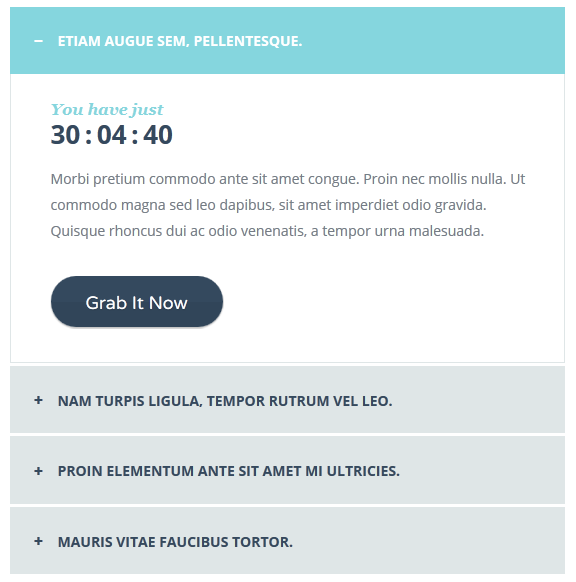 − ETIAM AUGUE SEM, PELLENTESQUE.
You have just
30 : 04 : 40
Morbi pretium commodo ante sit amet congue. Proin nec mollis nulla. Ut
commodo magna sed leo dapibus, sit amet imperdiet odio gravida.
Quisque rhoncus dui ac odio venenatis, a tempor urna malesuada.
Grab It Now
+ NAM TURPIS LIGULA, TEMPOR RUTRUM VEL LEO.
+ PROIN ELEMENTUM ANTE SIT AMET MI ULTRICIES.
+ MAURIS VITAE FAUCIBUS TORTOR.